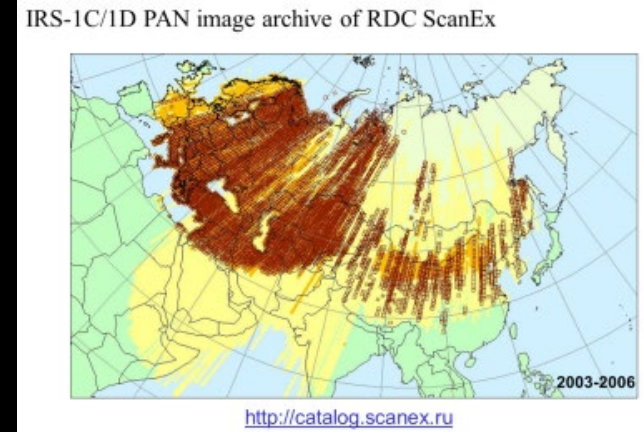 IRS-1C/1D PAN image archive of RDC ScanEx
2003-2006
http://catalog.scanex.ru